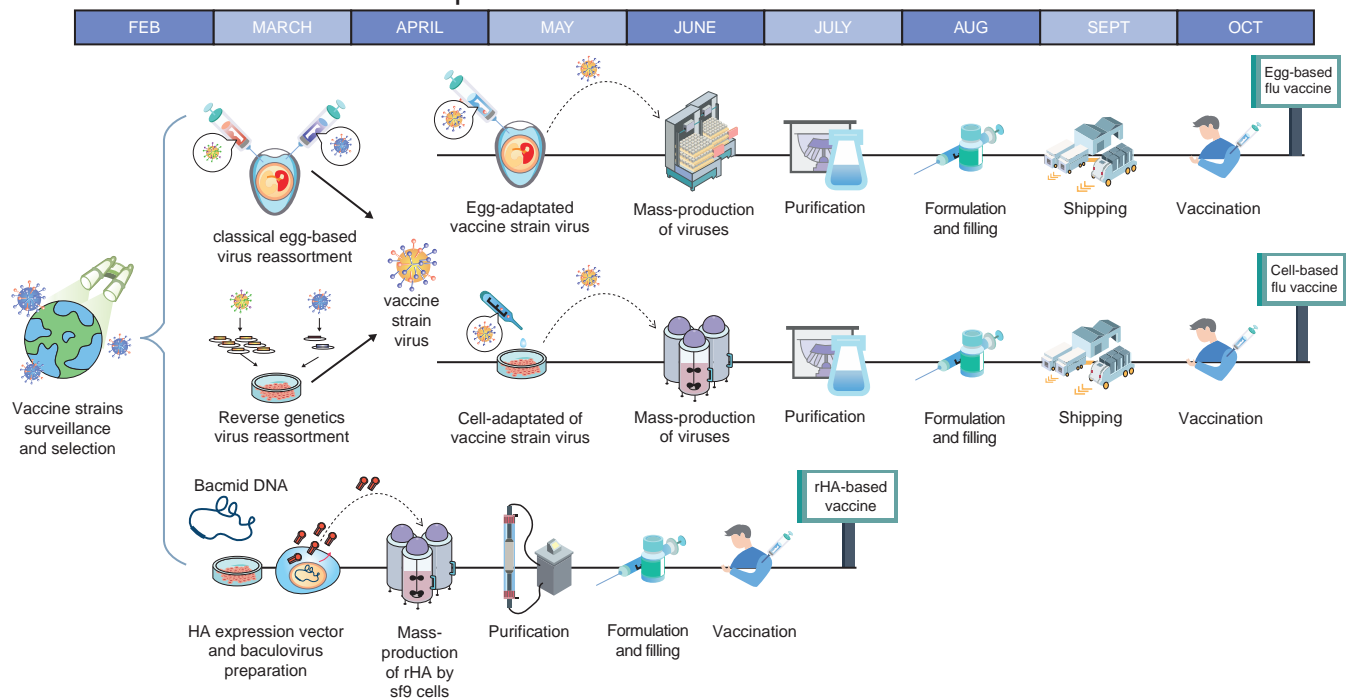 FEB MARCH APRIL MAY JUNE JULY AUG SEPT OCT
Egg-based
flu vaccine
classical egg-based
virus reassortment
Egg-adaptated
vaccine strain virus
Mass-production
of viruses
Purification
Formulation
and filling
Shipping
Vaccination
vaccine
strain
virus
Cell-based
flu vaccine
Vaccine strains
surveillance
and selection
Reverse genetics
virus reassortment
Cell-adaptated of
vaccine strain virus
Mass-production
of viruses
Purification
Formulation
and filling
Shipping
Vaccination
Bacmid DNA
rHA-based
vaccine
HA expression vector
and baculovirus
preparation
Mass-
production
of rHA by
sf9 cells
Purification
Formulation
and filling
Vaccination